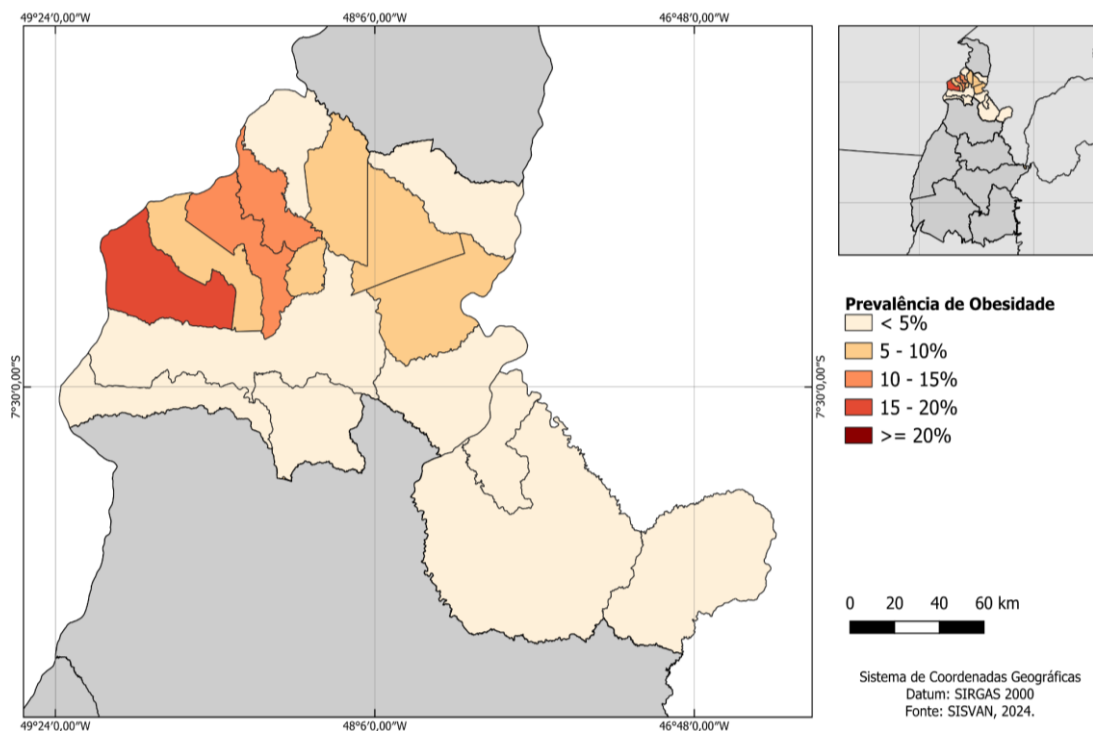 49°24'0,00"W
48°6'0,00"W
46°48'0,00"W
7°30'0,00"S
7°30'0,00"S
49°24'0,00"W
48°6'0,00"W
46°48'0,00"W
Prevalência de Obesidade
< 5%
5 - 10%
10 - 15%
15 - 20%
>= 20%
0 20 40 60 km
Sistema de Coordenadas Geográficas
Datum: SIRGAS 2000
Fonte: SISVAN, 2024.